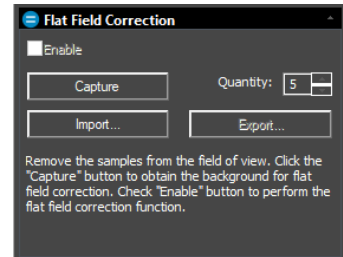 Flat Field Correction
Enable
Capture Quantity: 5
Import... Export...
Remove the samples from the field of view. Click the
"Capture" button to obtain the background for flat
field correction. Check "Enable" button to perform the
flat field correction function.